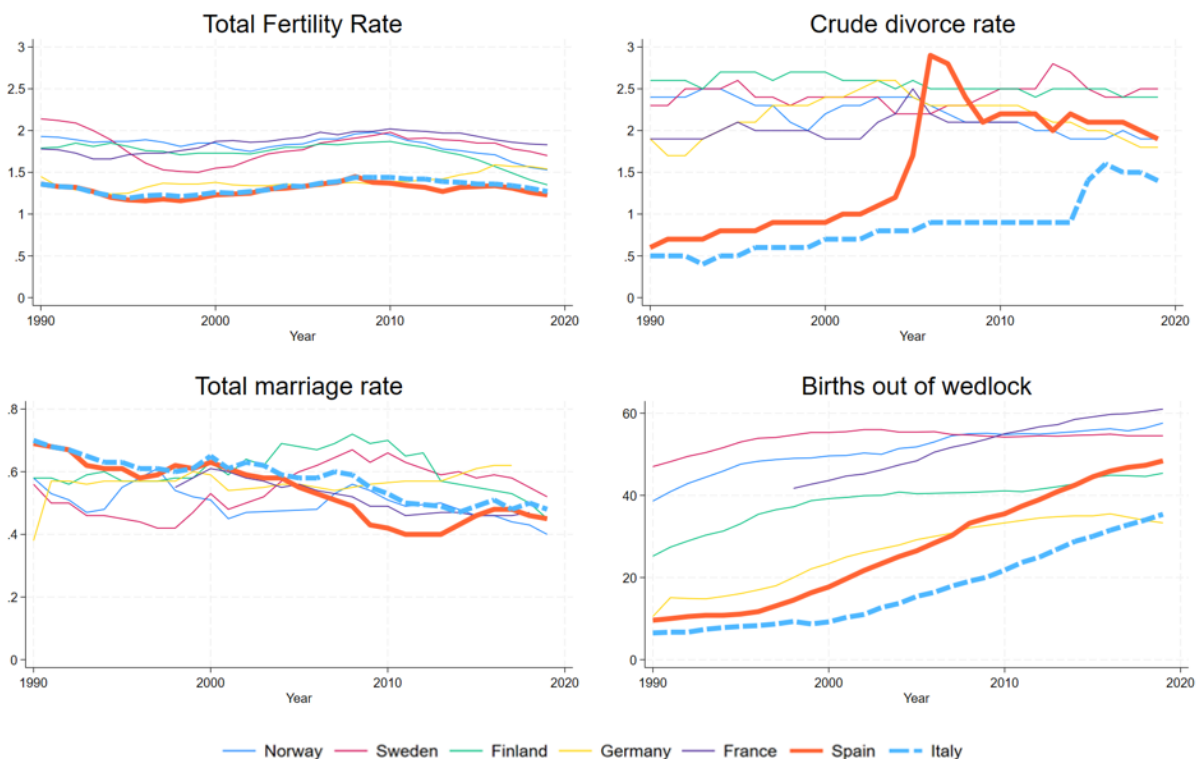 Total Fertility Rate
3
2.5
2
1.5
1
.5
0
1990 2000 2010 2020
Year
Crude divorce rate
3
2.5
2
1.5
1
.5
0
1990 2000 2010 2020
Year
Total marriage rate
.8
.6
.4
.2
0
1990 2000 2010 2020
Year
Births out of wedlock
60
40
20
0
1990 2000 2010 2020
Year
Norway Sweden Finland Germany France Spain Italy